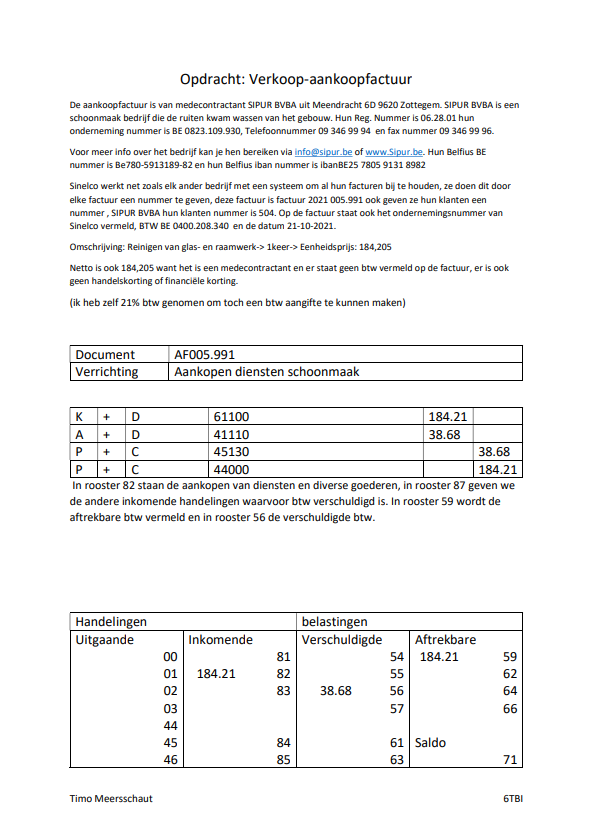 Opdracht: Verkoop-aankoopfactuur
De aankoopfactuur is van medecontractant SIPUR BVBA uit Meendracht 6D 9620 Zottegem. SIPUR BVBA is een
schoonmaak bedrijf die de ruiten kwam wassen van het gebouw. Hun Reg. Nummer is 06.28.01 hun
onderneming nummer is BE 0823.109.930, Telefoonnummer 09 346 99 94 en fax nummer 09 346 99 96.
Voor meer info over het bedrijf kan je hen bereiken via info@sipur.be of www.Sipur.be. Hun Belfius BE
nummer is Be780-5913189-82 en hun Belfius iban nummer is ibanBE25 7805 9131 8982
Sinelco werkt net zoals elk ander bedrijf met een systeem om al hun facturen bij te houden, ze doen dit door
elke factuur een nummer te geven, deze factuur is factuur 2021 005.991 ook geven ze hun klanten een
nummer , SIPUR BVBA hun klanten nummer is 504. Op de factuur staat ook het ondernemingsnummer van
Sinelco vermeld, BTW BE 0400.208.340 en de datum 21-10-2021.
Omschrijving: Reinigen van glas- en raamwerk-> 1keer-> Eenheidsprijs: 184,205
Netto is ook 184,205 want het is een medecontractant en er staat geen btw vermeld op de factuur, er is ook
geen handelskorting of financiële korting.
(ik heb zelf 21% btw genomen om toch een btw aangifte te kunnen maken)
Document AF005.991
Verrichting Aankopen diensten schoonmaak
K + D 61100 184.21
A + D 41110 38.68
P + C 45130 38.68
P + C 44000 184.21
In rooster 82 staan de aankopen van diensten en diverse goederen, in rooster 87 geven we
de andere inkomende handelingen waarvoor btw verschuldigd is. In rooster 59 wordt de
aftrekbare btw vermeld en in rooster 56 de verschuldigde btw.
Handelingen belastingen
Uitgaande Inkomende Verschuldigde Aftrekbare
00 81 54 184.21 59
01 184.21 82 55 62
02 83 38.68 56 64
03 57 66
44
45 84 61 Saldo
46 85 63 71
Timo Meersschaut 6TBI